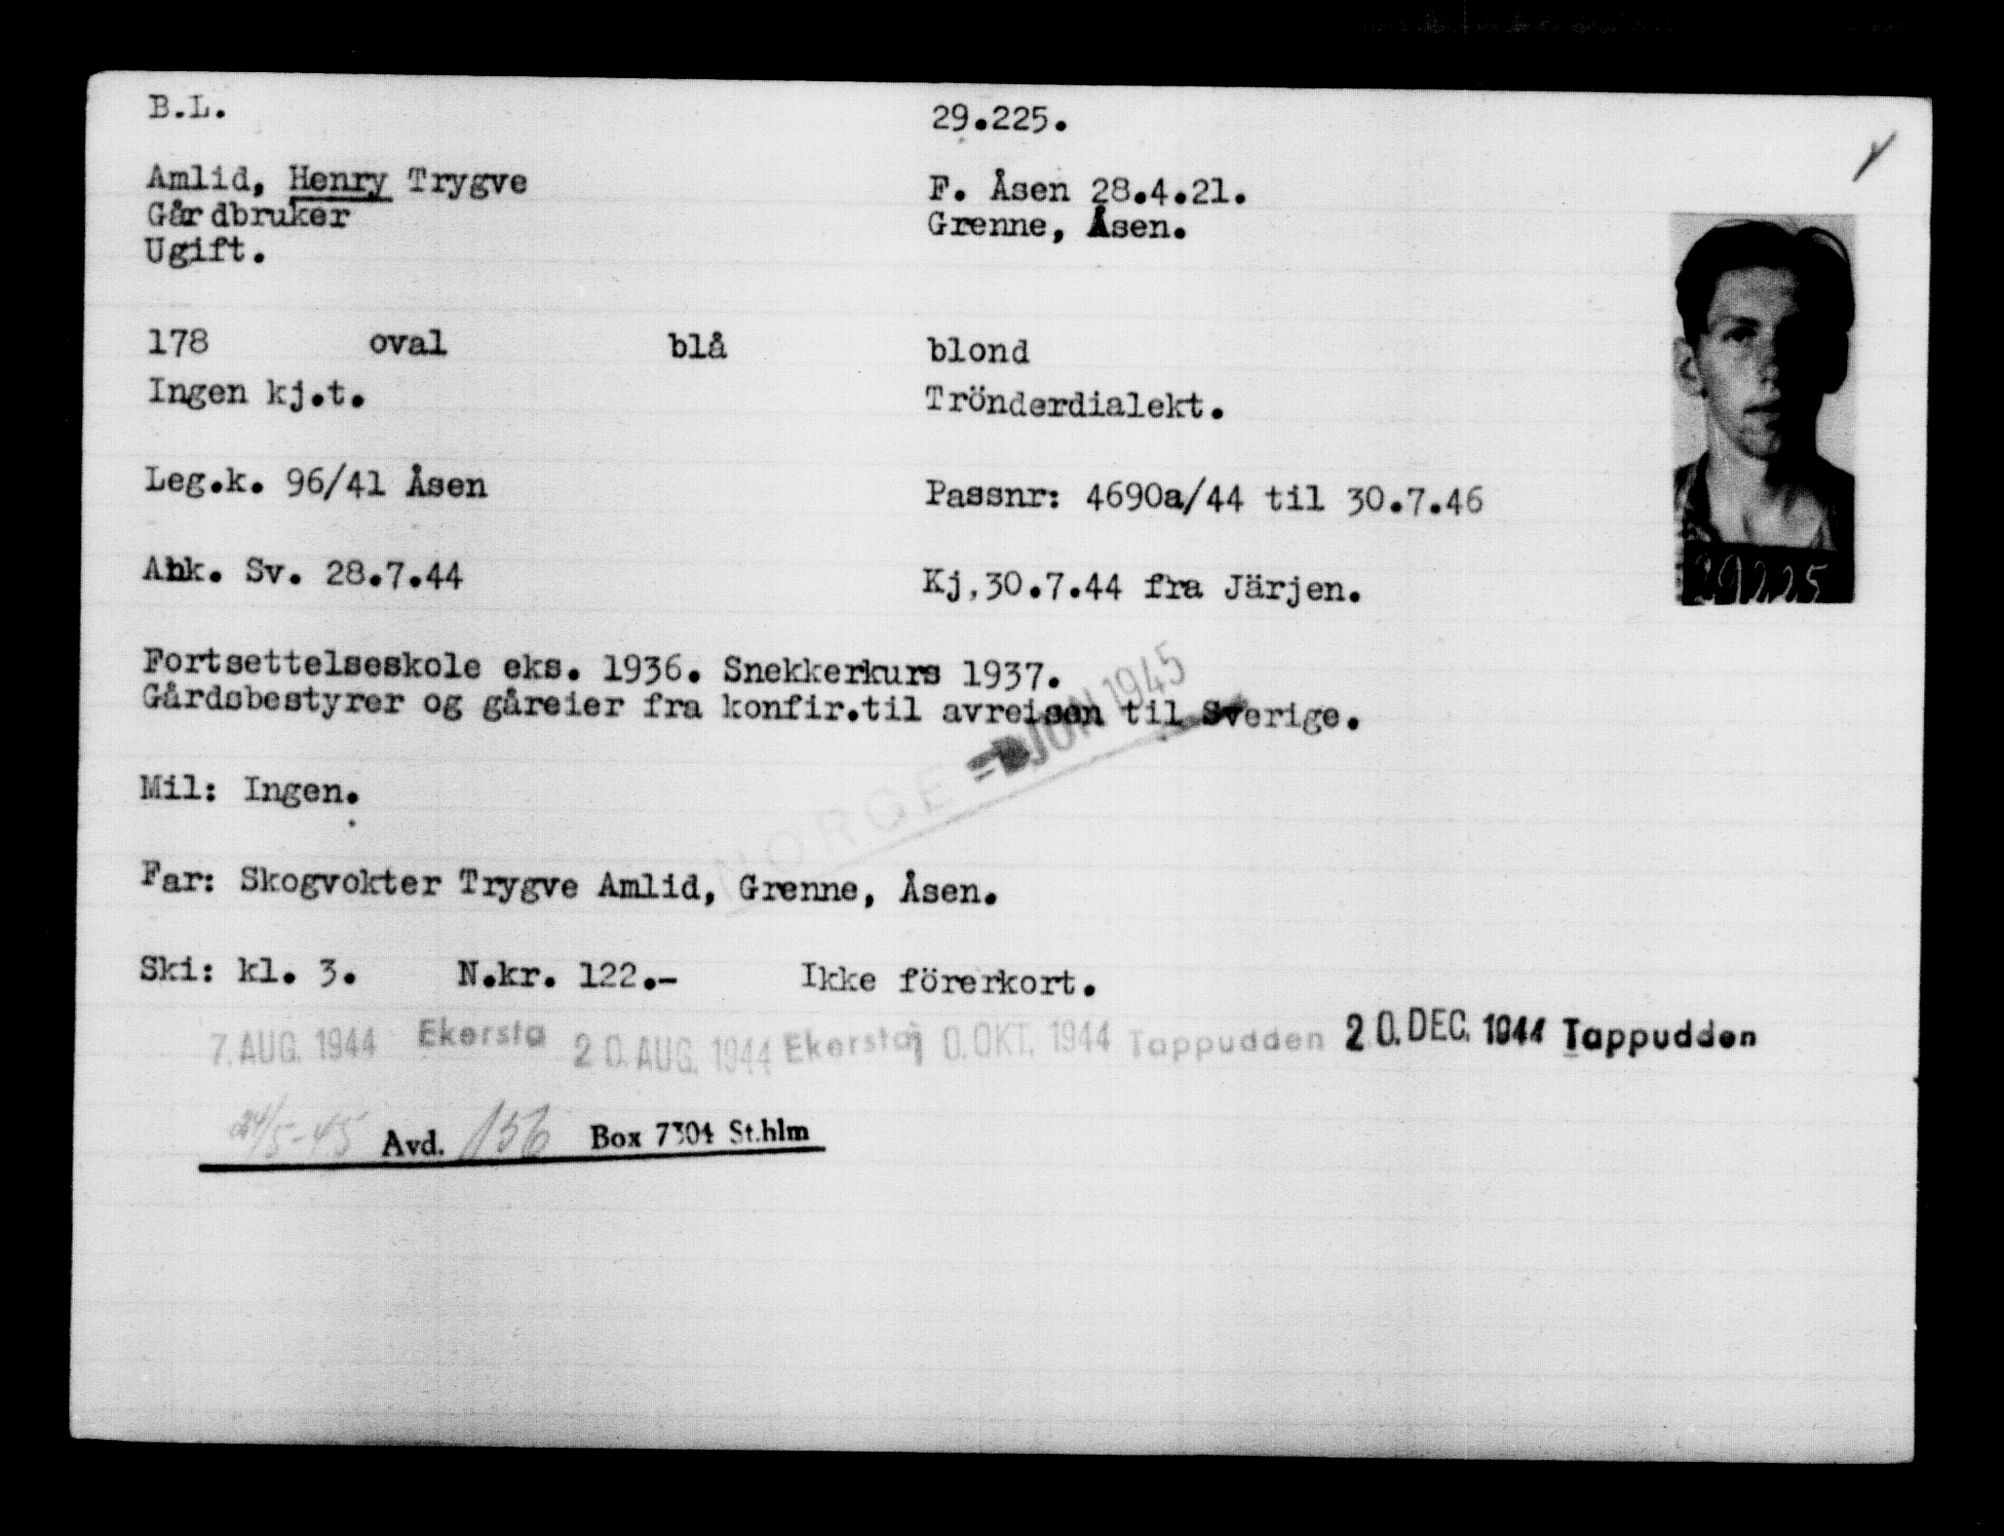 B.L. 29.225.
Amlid, Henry Trygve F. Åsen 28.4.21.
Gårdbruker Grenne, Åsen.
Ugift.
178 oval blå blond
Ingen kj.t. Trönderdialekt.
Leg.k. 96/41 Åsen Passnr: 4690a/44 til 30.7.46
Ank. Sv. 28.7.44 Kj,30.7.44 fra Järjen.
29225
Fortsettelseskole eks. 1936. Snekkerkurs 1937.
Gårdsbestyrer og gåreier fra konfir.til avreisen til Sverige.
JUN 1945
NORGE
Mil: Ingen.
Far: Skogvokter Trygve Amlid, Grenne, Åsen.
Ski: kl. 3. N.kr. 122.- Ikke förerkort.
7. AUG. 1944 Ekersta 20. AUG. 1944 Ekersta 10. OKT. 1944 Tappudden 20. DEC. 1944 Tappudden
24/5-45 Avd. 156 Box 7304 St.hlm